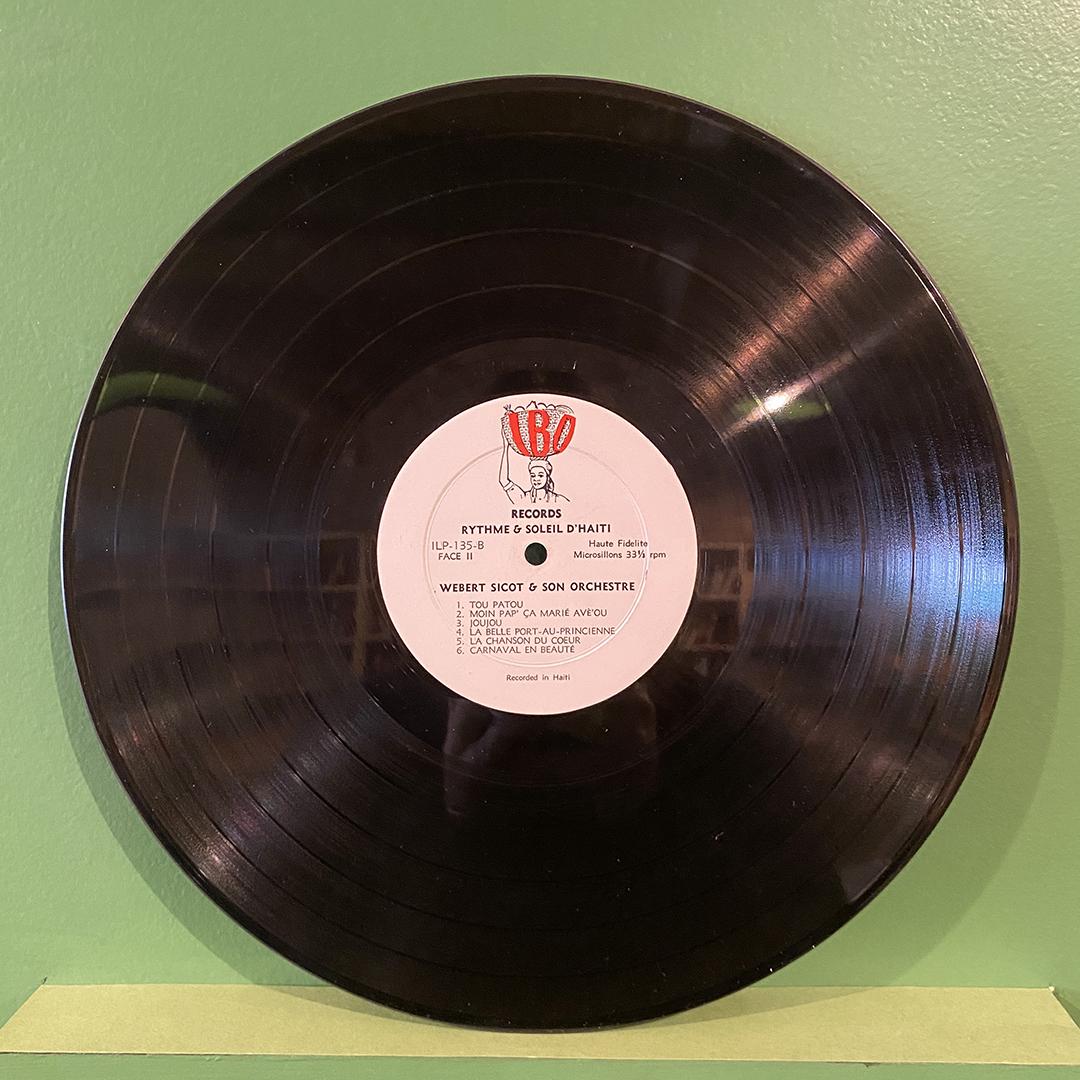 IBO
RECORDS
RYTHME & SOLEIL D'HAITI
ILP-135-B
FACE II
Haute Fidelite
Microsillons 33⅓ rpm
WEBERT SICOT & SON ORCHESTRE
1. TOU PATOU
2. MOIN PAP' ÇA MARIÉ AVÈ'OU
3. JOUJOU
4. LA BELLE PORT-AU-PRINCIENNE
5. LA CHANSON DU COEUR
6. CARNAVAL EN BEAUTÉ
Recorded in Haiti